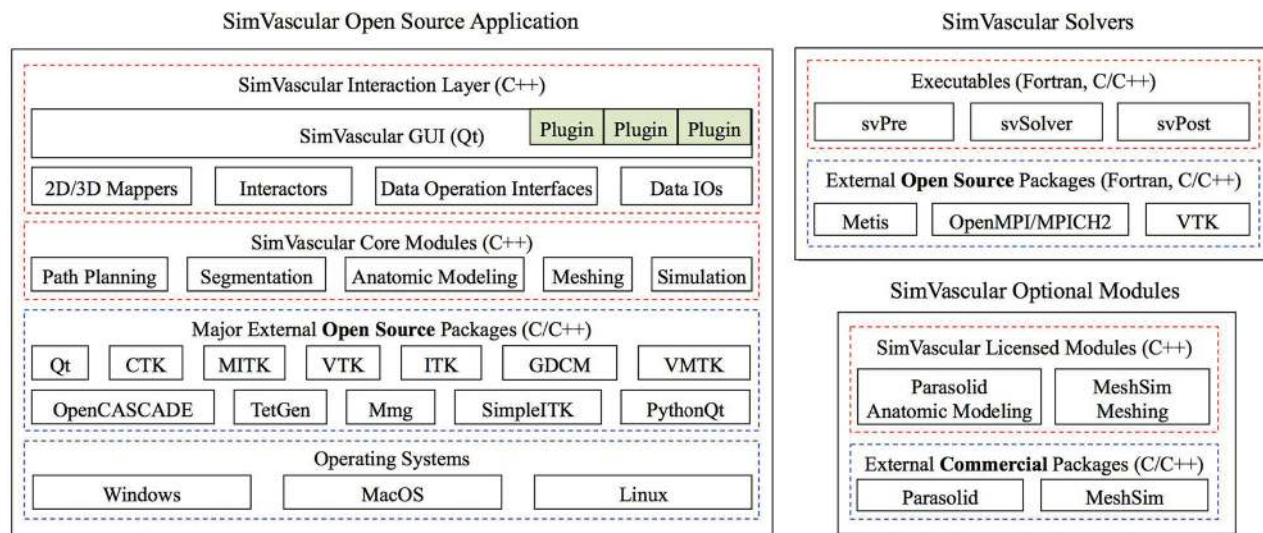 SimVascular Open Source Application
SimVascular Interaction Layer (C++)
SimVascular GUI (Qt)
Plugin Plugin Plugin
2D/3D Mappers
Interactors
Data Operation Interfaces
Data IOs
SimVascular Core Modules (C++)
Path Planning
Segmentation
Anatomic Modeling
Meshing
Simulation
Major External Open Source Packages (C/C++)
Qt
CTK
MITK
VTK
ITK
GDCM
VMTK
OpenCASCADE
TetGen
Mmg
SimpleITK
PythonQt
Operating Systems
Windows
MacOS
Linux
SimVascular Solvers
Executables (Fortran, C/C++)
svPre
svSolver
svPost
External Open Source Packages (Fortran, C/C++)
Metis
OpenMPI/MPICH2
VTK
SimVascular Optional Modules
SimVascular Licensed Modules (C++)
Parasolid
Anatomic Modeling
MeshSim
Meshing
External Commercial Packages (C/C++)
Parasolid
MeshSim